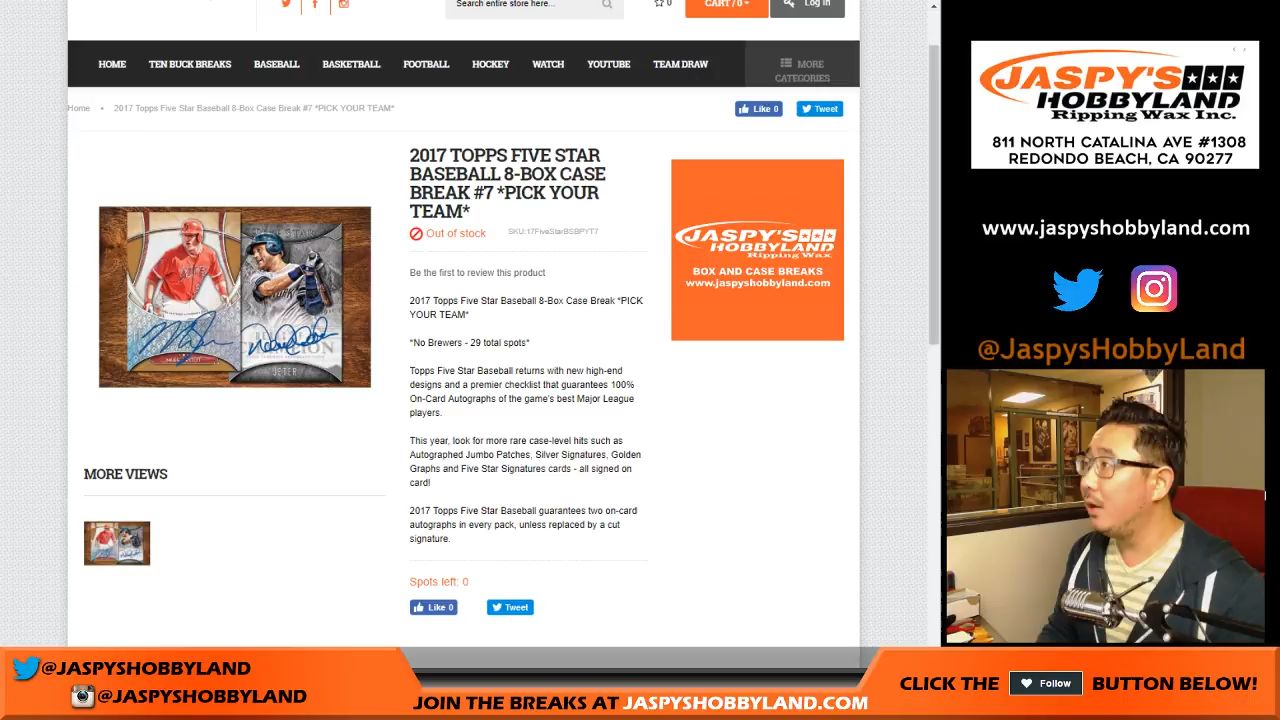 Search entire store here...
0
CART / 0
Log In
HOME
TEN BUCK BREAKS
BASEBALL
BASKETBALL
FOOTBALL
HOCKEY
WATCH
YOUTUBE
TEAM DRAW
MORE
CATEGORIES
Home • 2017 Topps Five Star Baseball 8-Box Case Break #7 *PICK YOUR TEAM*
Like 0
Tweet
2017 TOPPS FIVE STAR
BASEBALL 8-BOX CASE
BREAK #7 *PICK YOUR
TEAM*
Out of stock
SKU:17FiveStarBSBPYT7
Be the first to review this product
2017 Topps Five Star Baseball 8-Box Case Break *PICK
YOUR TEAM*
*No Brewers - 29 total spots*
Topps Five Star Baseball returns with new high-end
designs and a premier checklist that guarantees 100%
On-Card Autographs of the game's best Major League
players.
This year, look for more rare case-level hits such as
Autographed Jumbo Patches, Silver Signatures, Golden
Graphs and Five Star Signatures cards - all signed on
card!
2017 Topps Five Star Baseball guarantees two on-card
autographs in every pack, unless replaced by a cut
signature.
Spots left: 0
Like 0
Tweet
JETER
MORE VIEWS
JASPY'S
HOBBYLAND
Ripping Wax
BOX AND CASE BREAKS
www.jaspyshobbyland.com
JASPY'S
HOBBYLAND
Ripping Wax Inc.
811 NORTH CATALINA AVE #1308
REDONDO BEACH, CA 90277
www.jaspyshobbyland.com
@JaspysHobbyLand
@JASPYSHOBBYLAND
@JASPYSHOBBYLAND
JOIN THE BREAKS AT JASPYSHOBBYLAND.COM
CLICK THE Follow BUTTON BELOW!